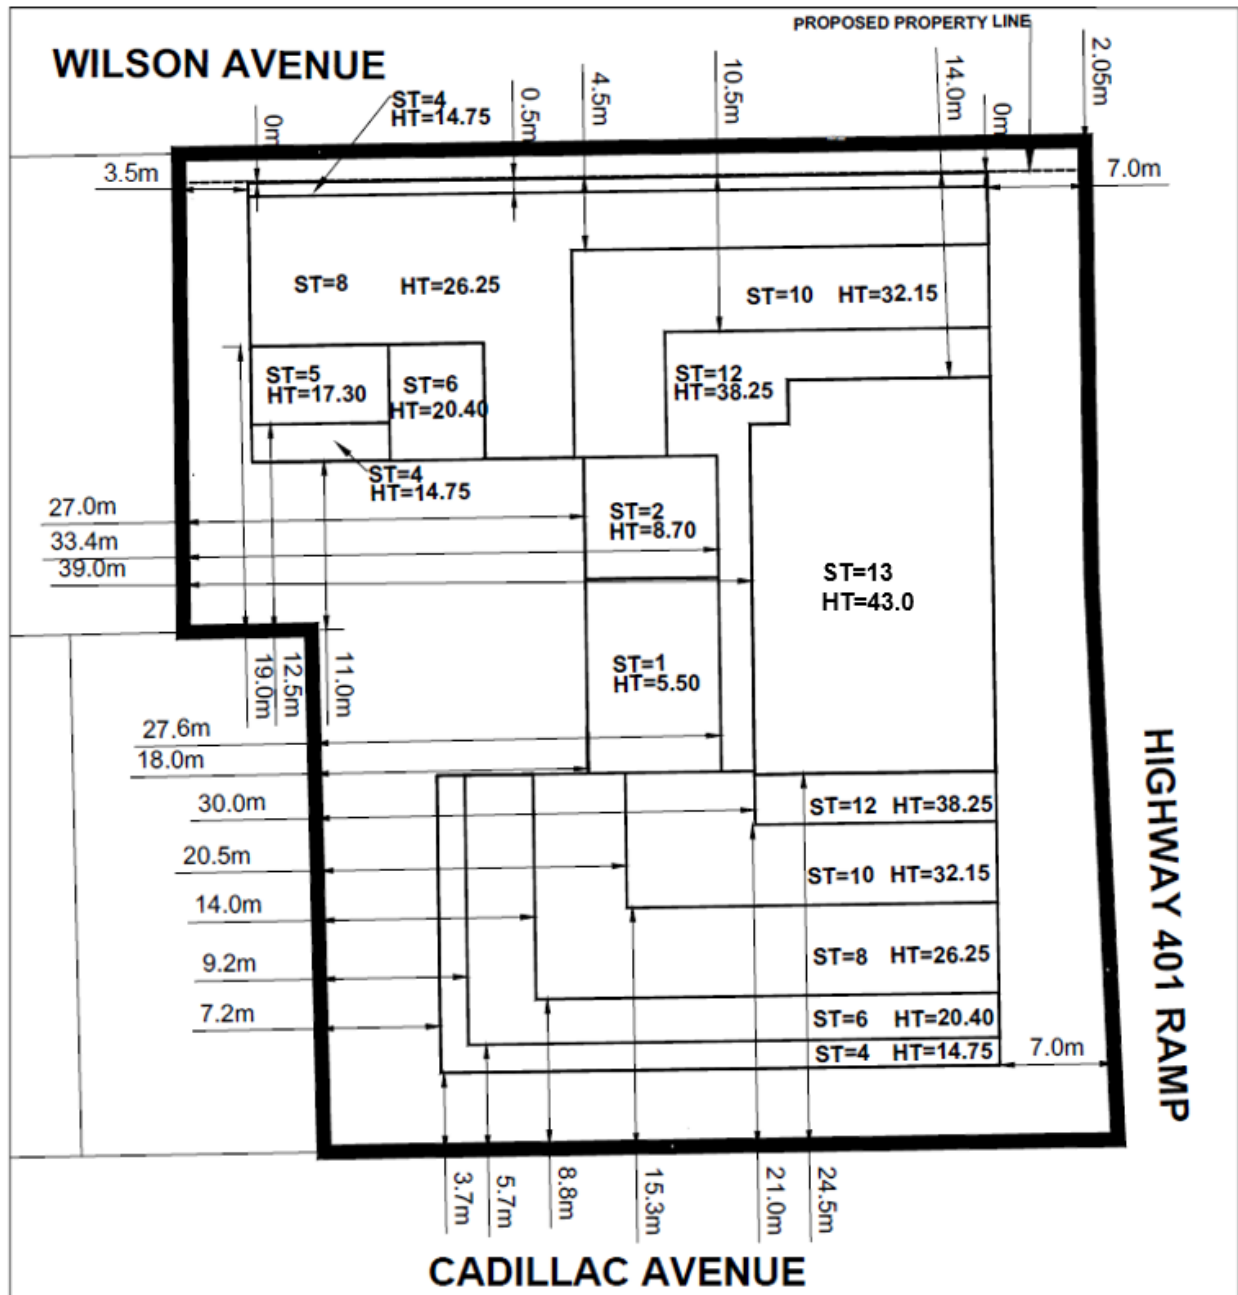 PROPOSED PROPERTY LINE
WILSON AVENUE
2.05m
4.5m
10.5m
14.0m
0m
0.5m
ST=4
HT=14.75
0m
3.5m
7.0m
ST=8 HT=26.25
ST=10 HT=32.15
ST=5
HT=17.30
ST=6
HT=20.40
ST=12
HT=38.25
ST=4
HT=14.75
27.0m
33.4m
39.0m
ST=2
HT=8.70
ST=13
HT=43.0
19.0m
12.5m
11.0m
ST=1
HT=5.50
27.6m
18.0m
30.0m
20.5m
14.0m
9.2m
7.2m
ST=12 HT=38.25
ST=10 HT=32.15
ST=8 HT=26.25
ST=6 HT=20.40
ST=4 HT=14.75
7.0m
HIGHWAY 401 RAMP
3.7m
5.7m
8.8m
15.3m
21.0m
24.5m
CADILLAC AVENUE